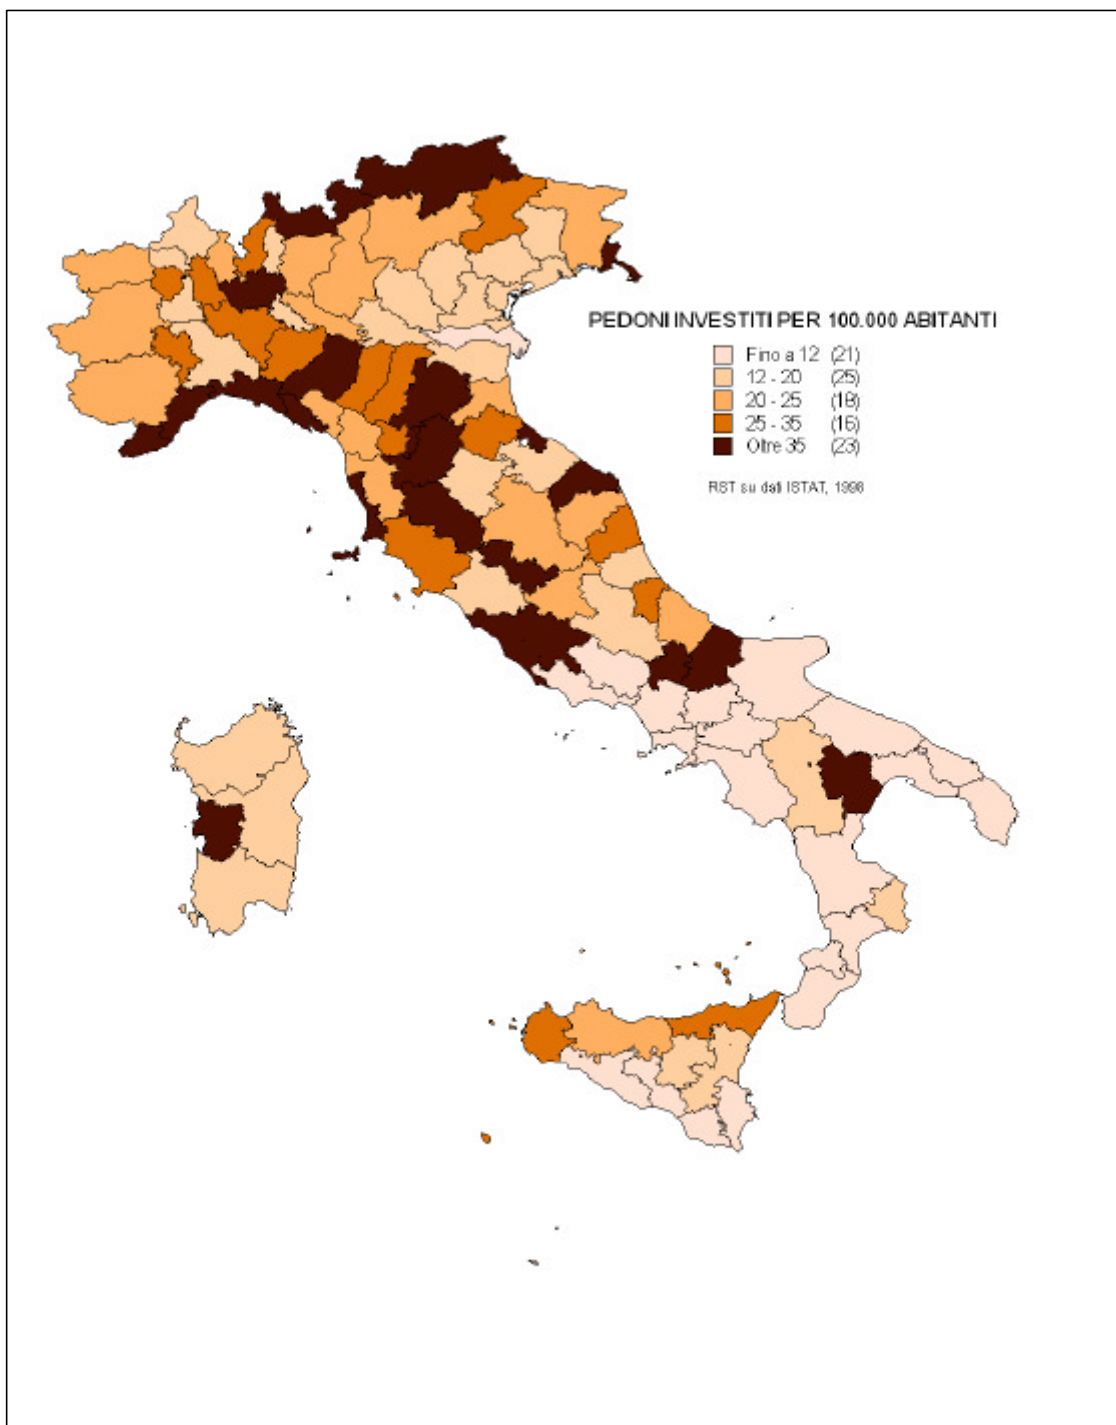 PEDONI INVESTITI PER 100.000 ABITANTI
Fino a 12 (21)
12 - 20 (25)
20 - 25 (18)
25 - 35 (16)
Oltre 35 (23)
RST su dati ISTAT, 1998